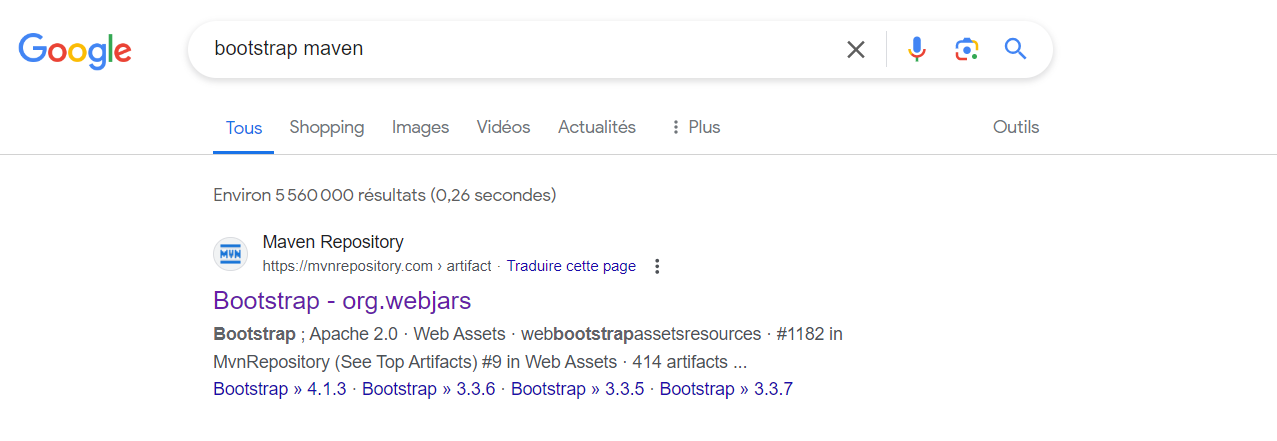 Google
bootstrap maven
Tous Shopping Images Vidéos Actualités Plus Outils
Environ 5 560 000 résultats (0,26 secondes)
MVN
Maven Repository
https://mvnrepository.com › artifact · Traduire cette page
Bootstrap - org.webjars
Bootstrap ; Apache 2.0 · Web Assets · webbootstrapassetsresources · #1182 in
MvnRepository (See Top Artifacts) #9 in Web Assets · 414 artifacts ...
Bootstrap » 4.1.3 · Bootstrap » 3.3.6 · Bootstrap » 3.3.5 · Bootstrap » 3.3.7